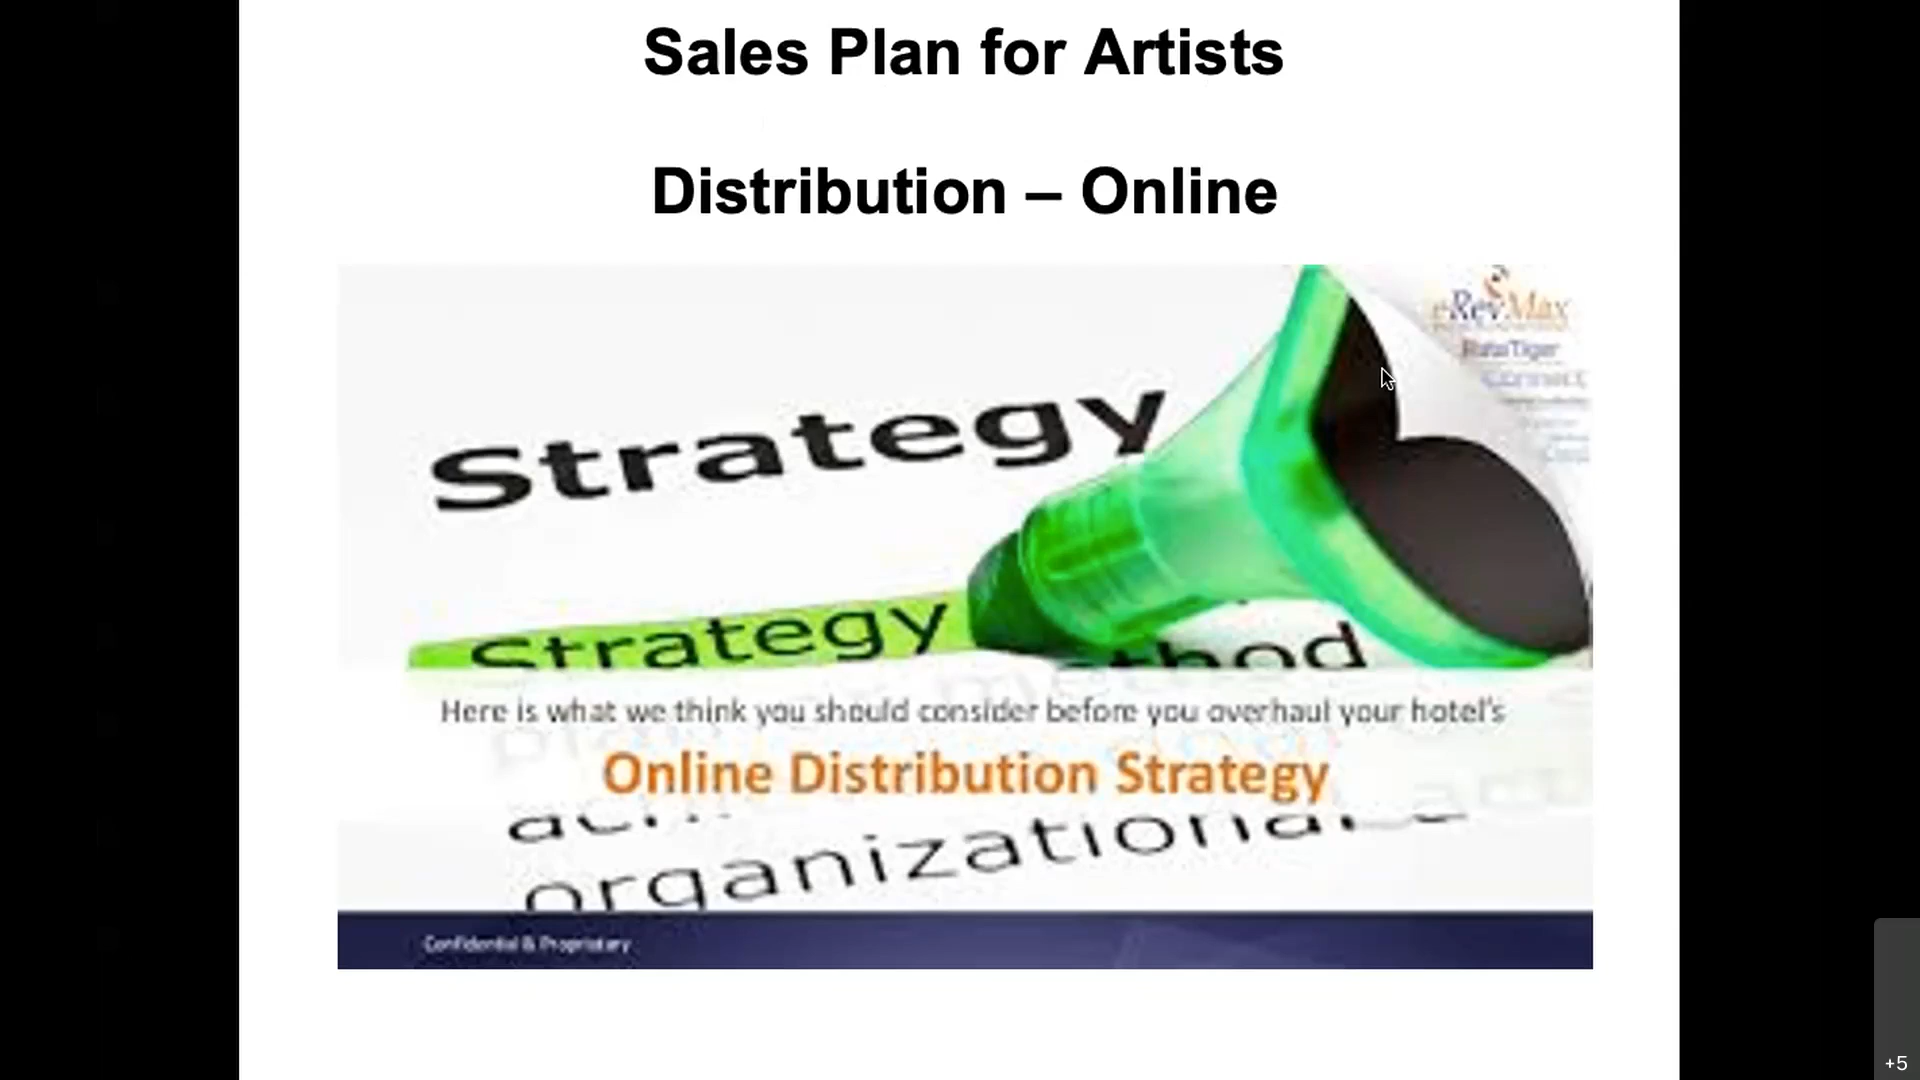 Sales Plan for Artists
Distribution – Online
eRevMax
RateTiger
Connect
Strategy
Strategy
method
Here is what we think you should consider before you overhaul your hotel's
Online Distribution Strategy
organizational
Confidential & Proprietary
+5